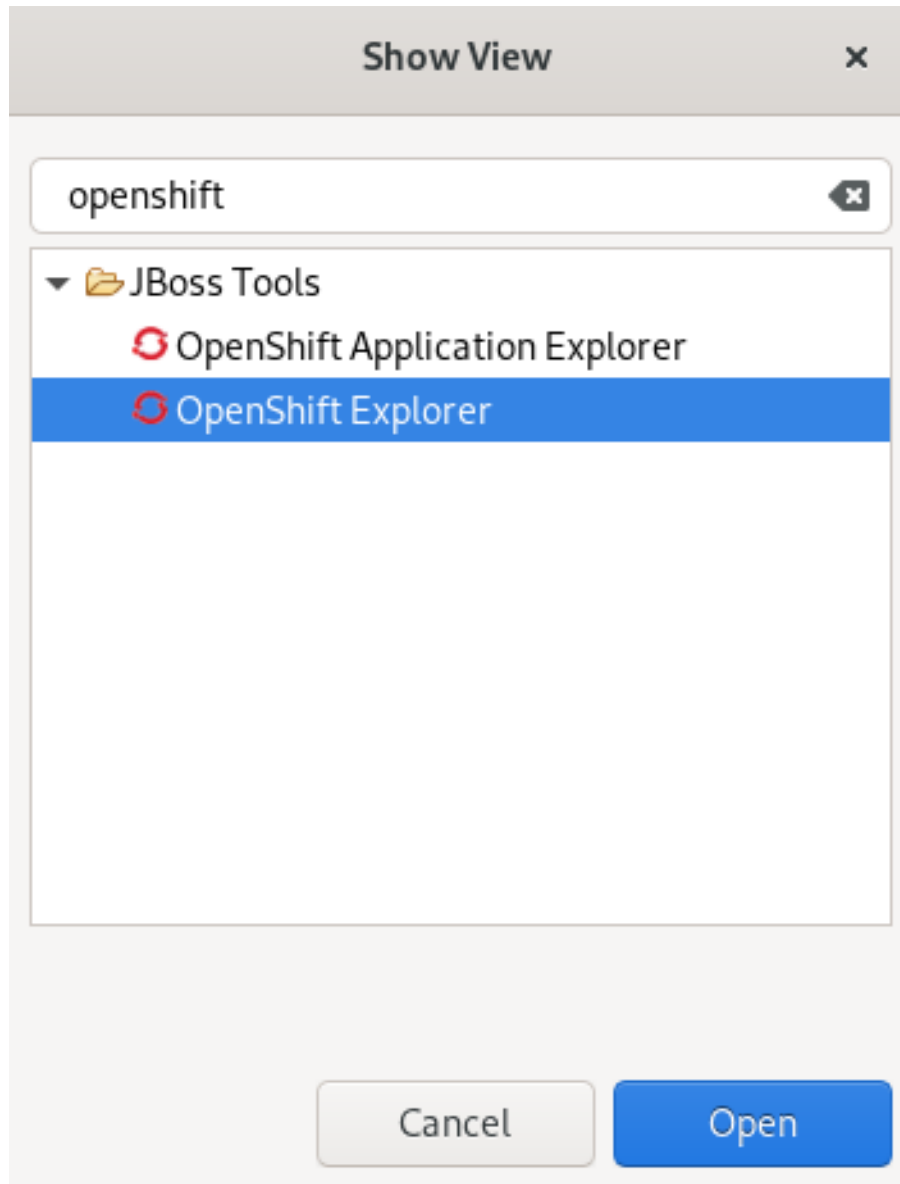 Show View
openshift
JBoss Tools
OpenShift Application Explorer
OpenShift Explorer
Cancel
Open